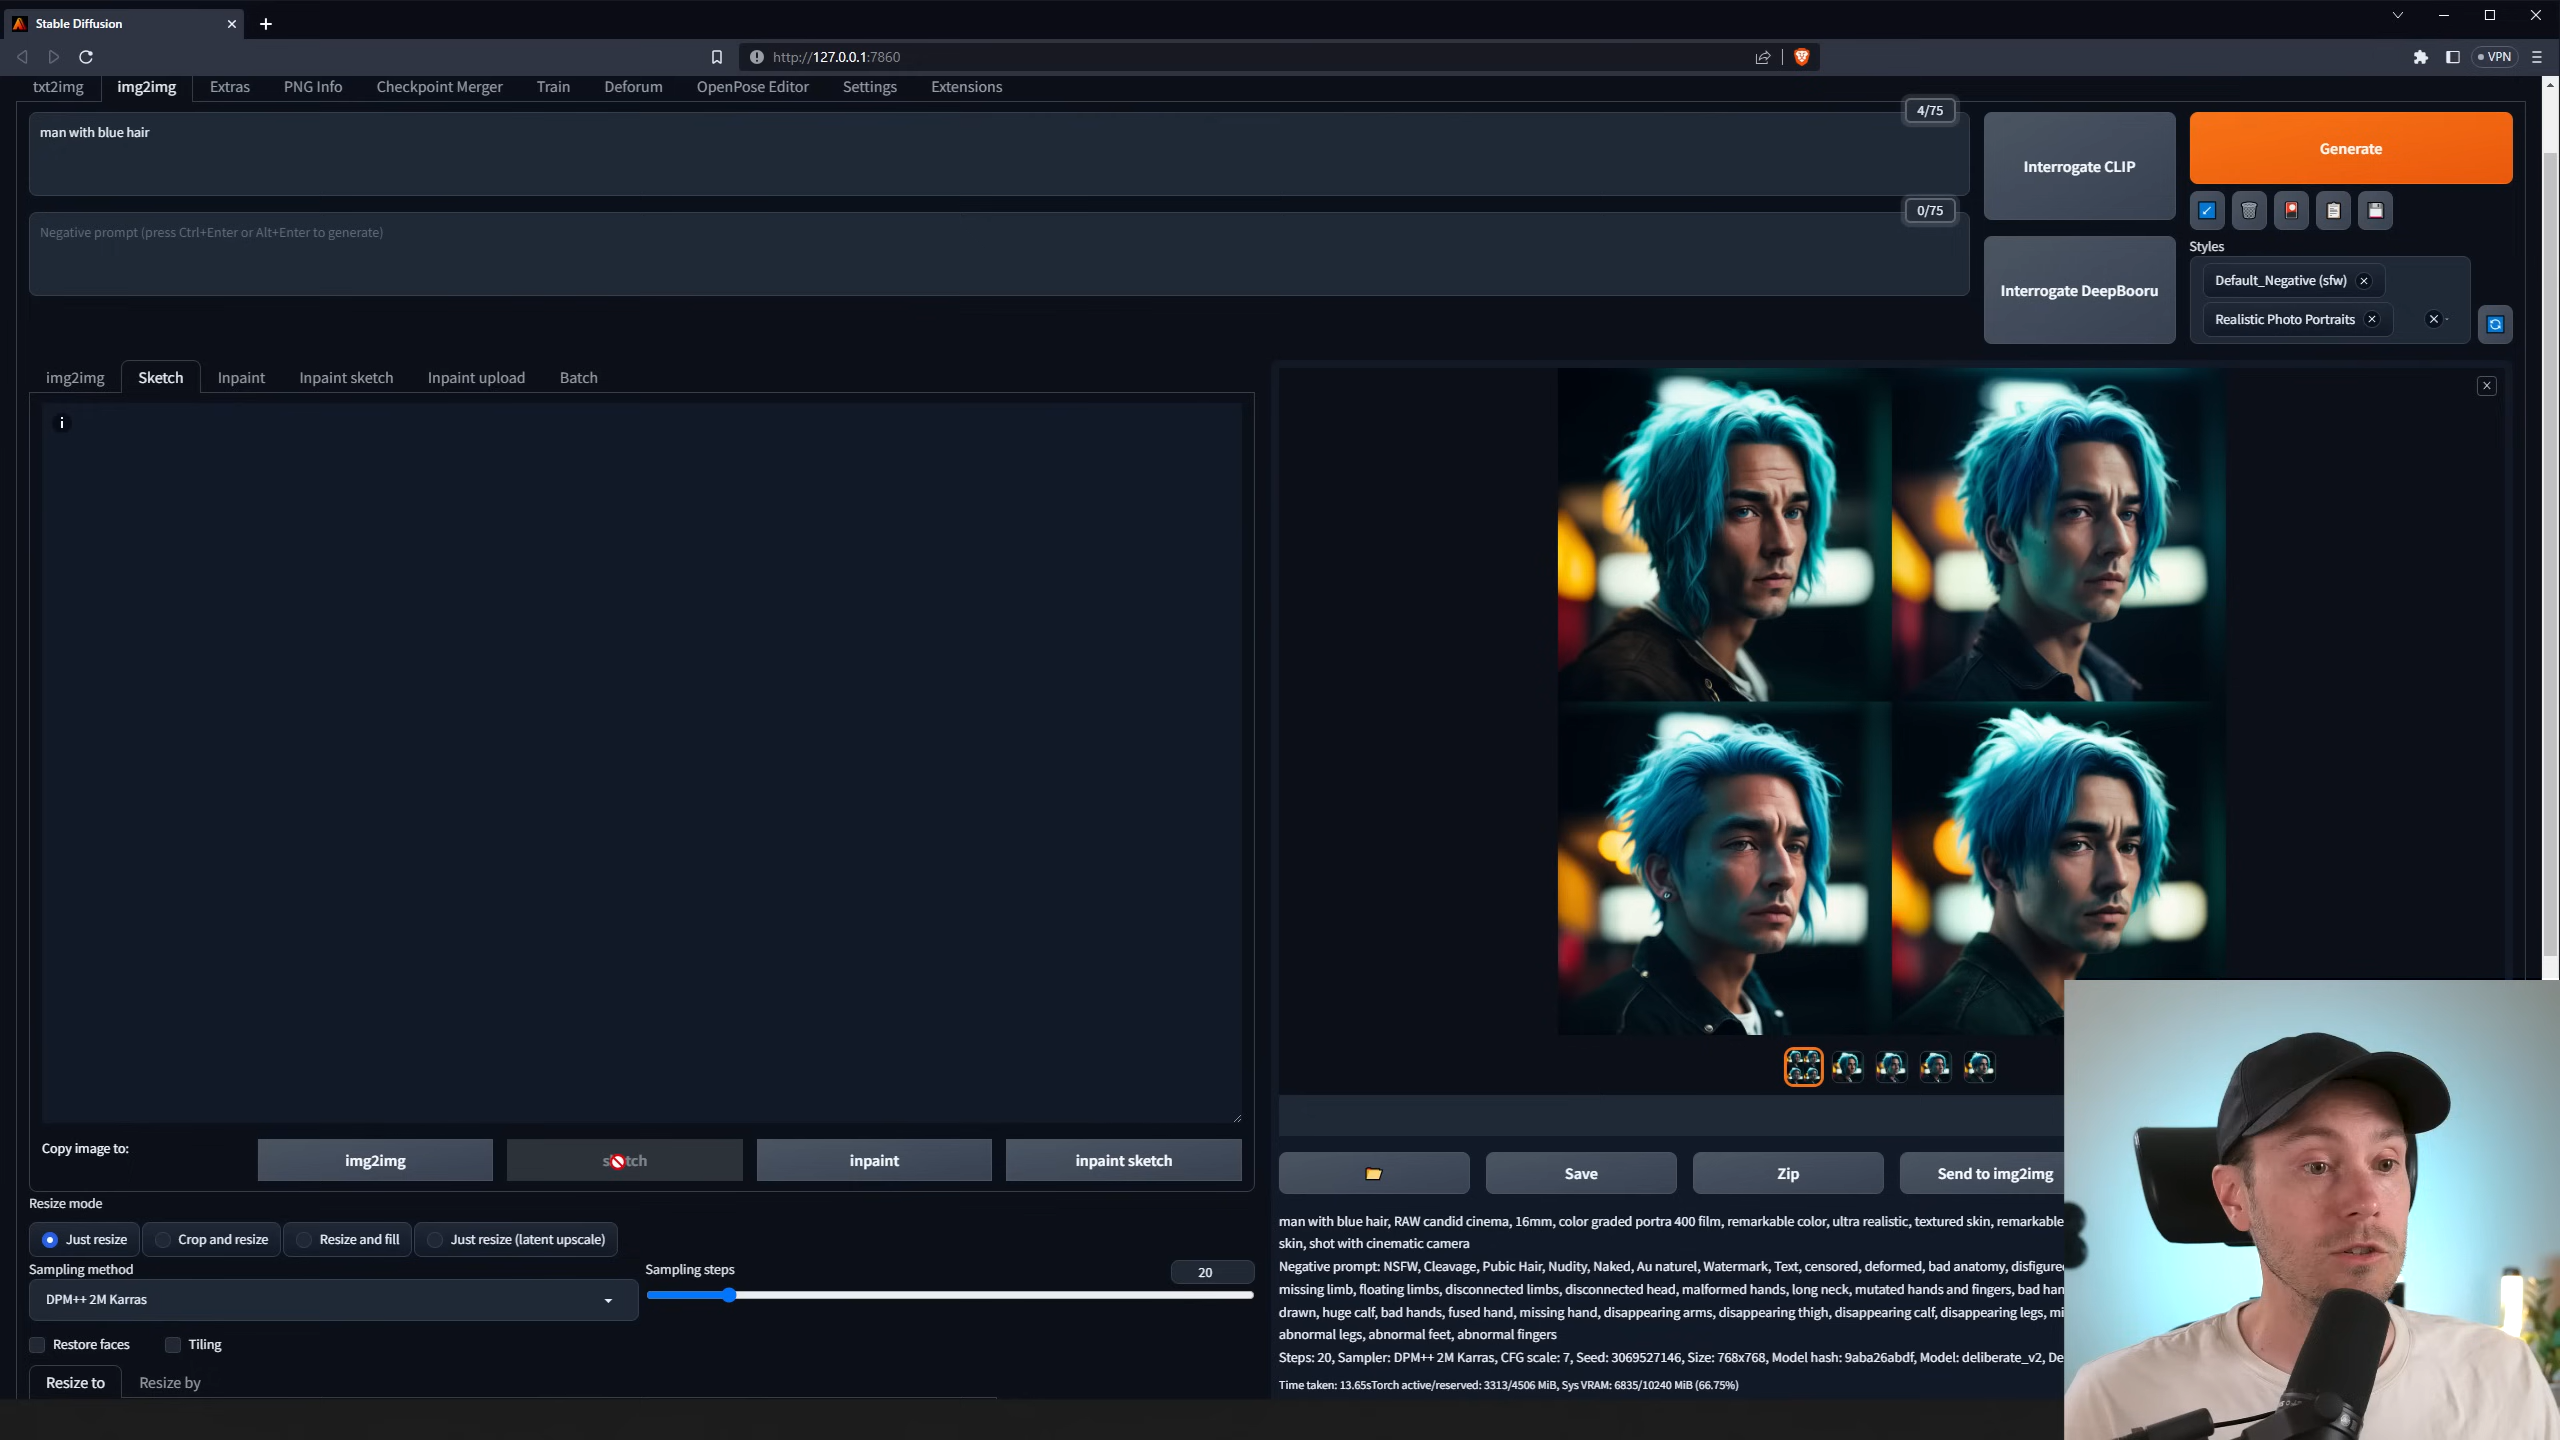 Stable Diffusion
http://127.0.0.1:7860
VPN
txt2img
img2img
Extras
PNG Info
Checkpoint Merger
Train
Deforum
OpenPose Editor
Settings
Extensions
man with blue hair
4/75
Negative prompt (press Ctrl+Enter or Alt+Enter to generate)
0/75
Interrogate CLIP
Interrogate DeepBooru
Generate
Styles
Default_Negative (sfw)
Realistic Photo Portraits
img2img
Sketch
Inpaint
Inpaint sketch
Inpaint upload
Batch
i
Copy image to:
img2img
inpaint
inpaint sketch
Resize mode
Just resize
Crop and resize
Resize and fill
Just resize (latent upscale)
Sampling method
DPM++ 2M Karras
Sampling steps
20
Restore faces
Tiling
Resize to
Resize by
Save
Zip
Send to img2img
man with blue hair, RAW candid cinema, 16mm, color graded portra 400 film, remarkable color, ultra realistic, textured skin, remarkable
skin, shot with cinematic camera
Negative prompt: NSFW, Cleavage, Pubic Hair, Nudity, Naked, Au naturel, Watermark, Text, censored, deformed, bad anatomy, disfigured
missing limb, floating limbs, disconnected limbs, disconnected head, malformed hands, long neck, mutated hands and fingers, bad
drawn, huge calf, bad hands, fused hand, missing hand, disappearing arms, disappearing thigh, disappearing calf, disappearing legs,
abnormal legs, abnormal feet, abnormal fingers
Steps: 20, Sampler: DPM++ 2M Karras, CFG scale: 7, Seed: 3069527146, Size: 768x768, Model hash: 9aba26abdf, Model: deliberate_v2,
Time taken: 13.65sTorch active/reserved: 3313/4506 MiB, Sys VRAM: 6835/10240 MiB (66.75%)